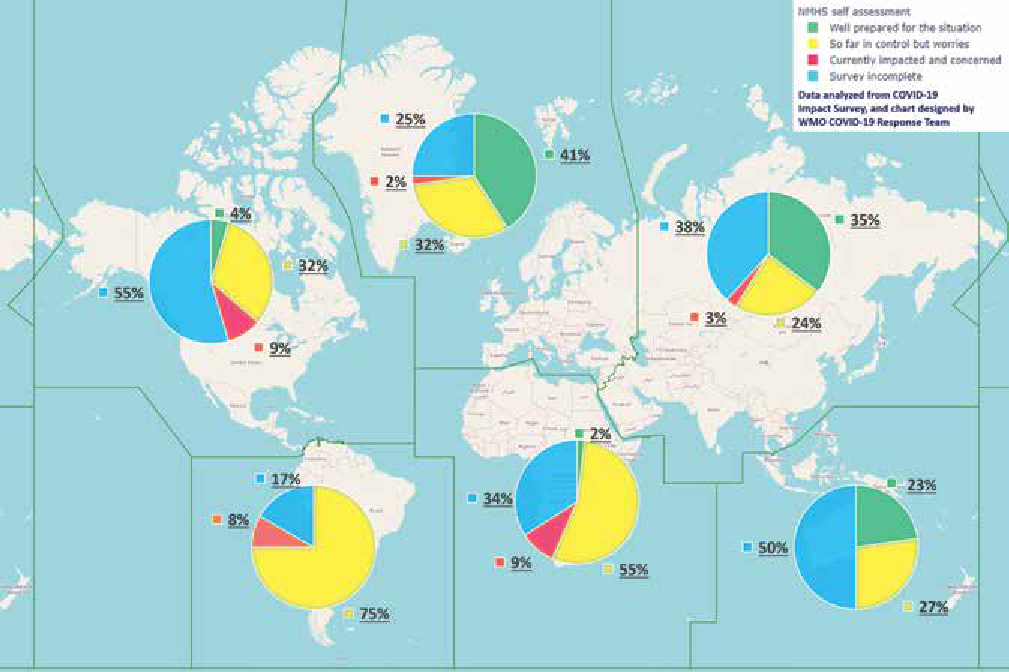 NMHS self assessment
Well prepared for the situation
So far in control but worries
Currently impacted and concerned
Survey incomplete
Data analyzed from COVID-19
Impact Survey, and chart designed by
WMO COVID-19 Response Team
25%
41%
2%
32%
4%
32%
55%
9%
38%
35%
3%
24%
17%
8%
75%
2%
34%
9%
55%
23%
50%
27%